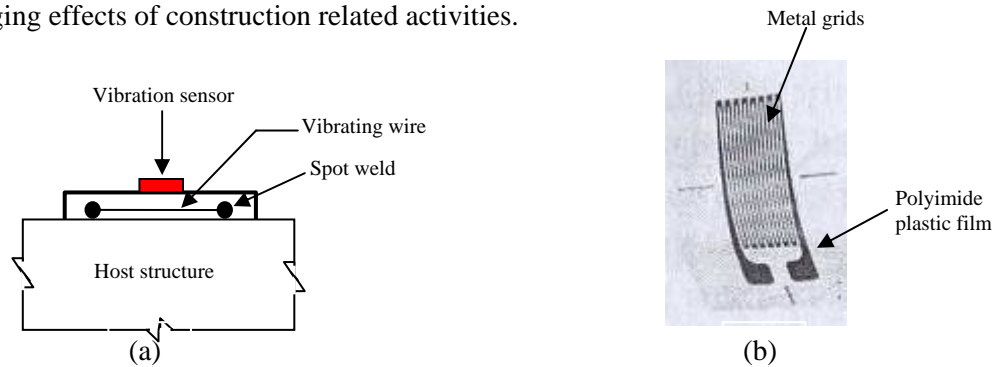 ging effects of construction related activities.
Metal grids
Vibration sensor
Vibrating wire
Spot weld
Polyimide
plastic film
Host structure
(a)
(b)